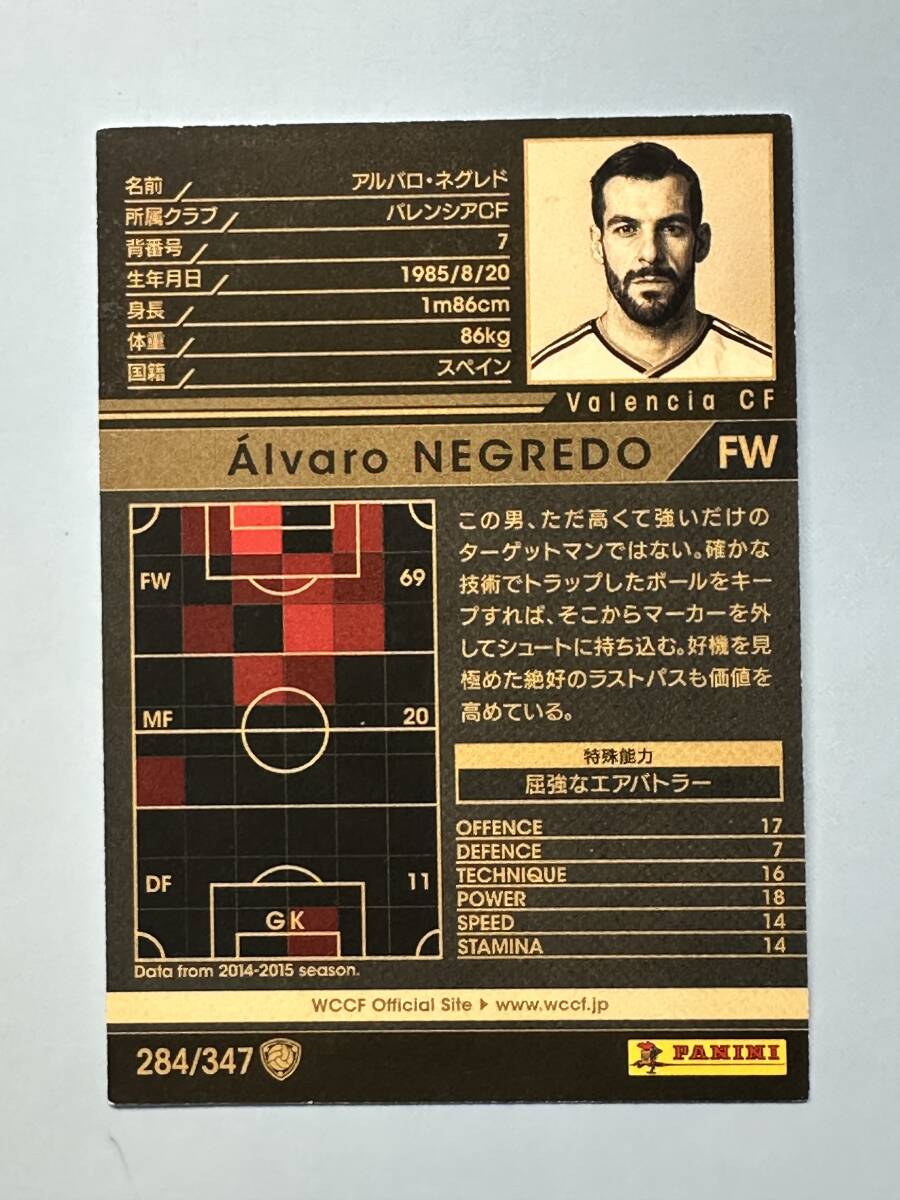 名前 アルバロ・ネグレド
所属クラブ バレンシアCF
背番号 7
生年月日 1985/8/20
身長 1m86cm
体重 86kg
国籍 スペイン
Valencia CF
Álvaro NEGREDO FW
FW 69
MF 20
DF 11
GK
Data from 2014-2015 season.
この男、ただ高くて強いだけの
ターゲットマンではない。確かな
技術でトラップしたボールをキー
プすれば、そこからマーカーを外
してシュートに持ち込む。好機を見
極めた絶好のラストパスも価値を
高めている。
特殊能力
屈強なエアバトラー
OFFENCE 17
DEFENCE 7
TECHNIQUE 16
POWER 18
SPEED 14
STAMINA 14
WCCF Official Site ▶ www.wccf.jp
284/347
PANINI